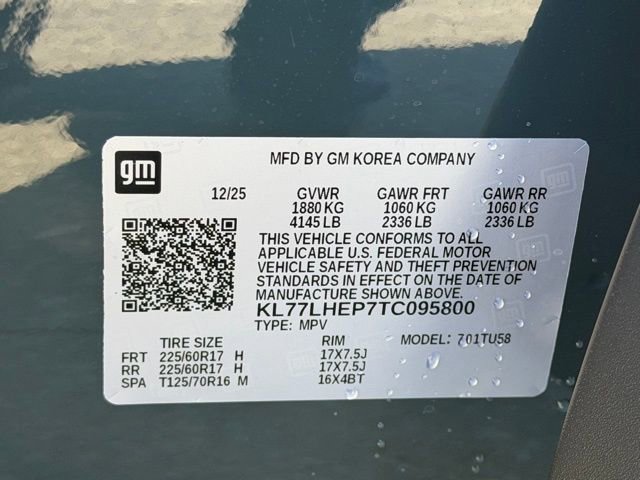 gm
MFD BY GM KOREA COMPANY
12/25 GVWR GAWR FRT GAWR RR
1880 KG 1060 KG 1060 KG
4145 LB 2336 LB 2336 LB
THIS VEHICLE CONFORMS TO ALL
APPLICABLE U.S. FEDERAL MOTOR
VEHICLE SAFETY AND THEFT PREVENTION
STANDARDS IN EFFECT ON THE DATE OF
MANUFACTURE SHOWN ABOVE.
KL77LHEP7TC095800
TYPE: MPV
TIRE SIZE RIM MODEL: 701TU58
FRT 225/60R17 H 17X7.5J
RR 225/60R17 H 17X7.5J
SPA T125/70R16 M 16X4BT